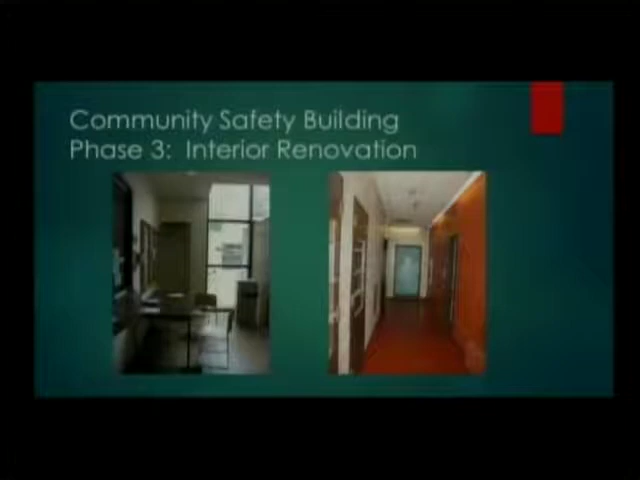 Community Safety Building
Phase 3:  Interior Renovation